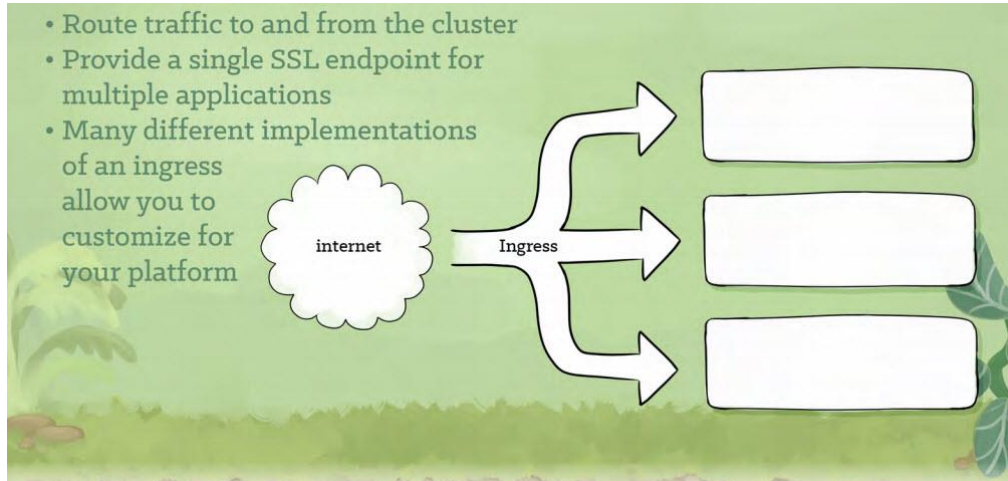 • Route traffic to and from the cluster
• Provide a single SSL endpoint for
multiple applications
• Many different implementations
of an ingress
allow you to
customize for
your platform
internet
Ingress